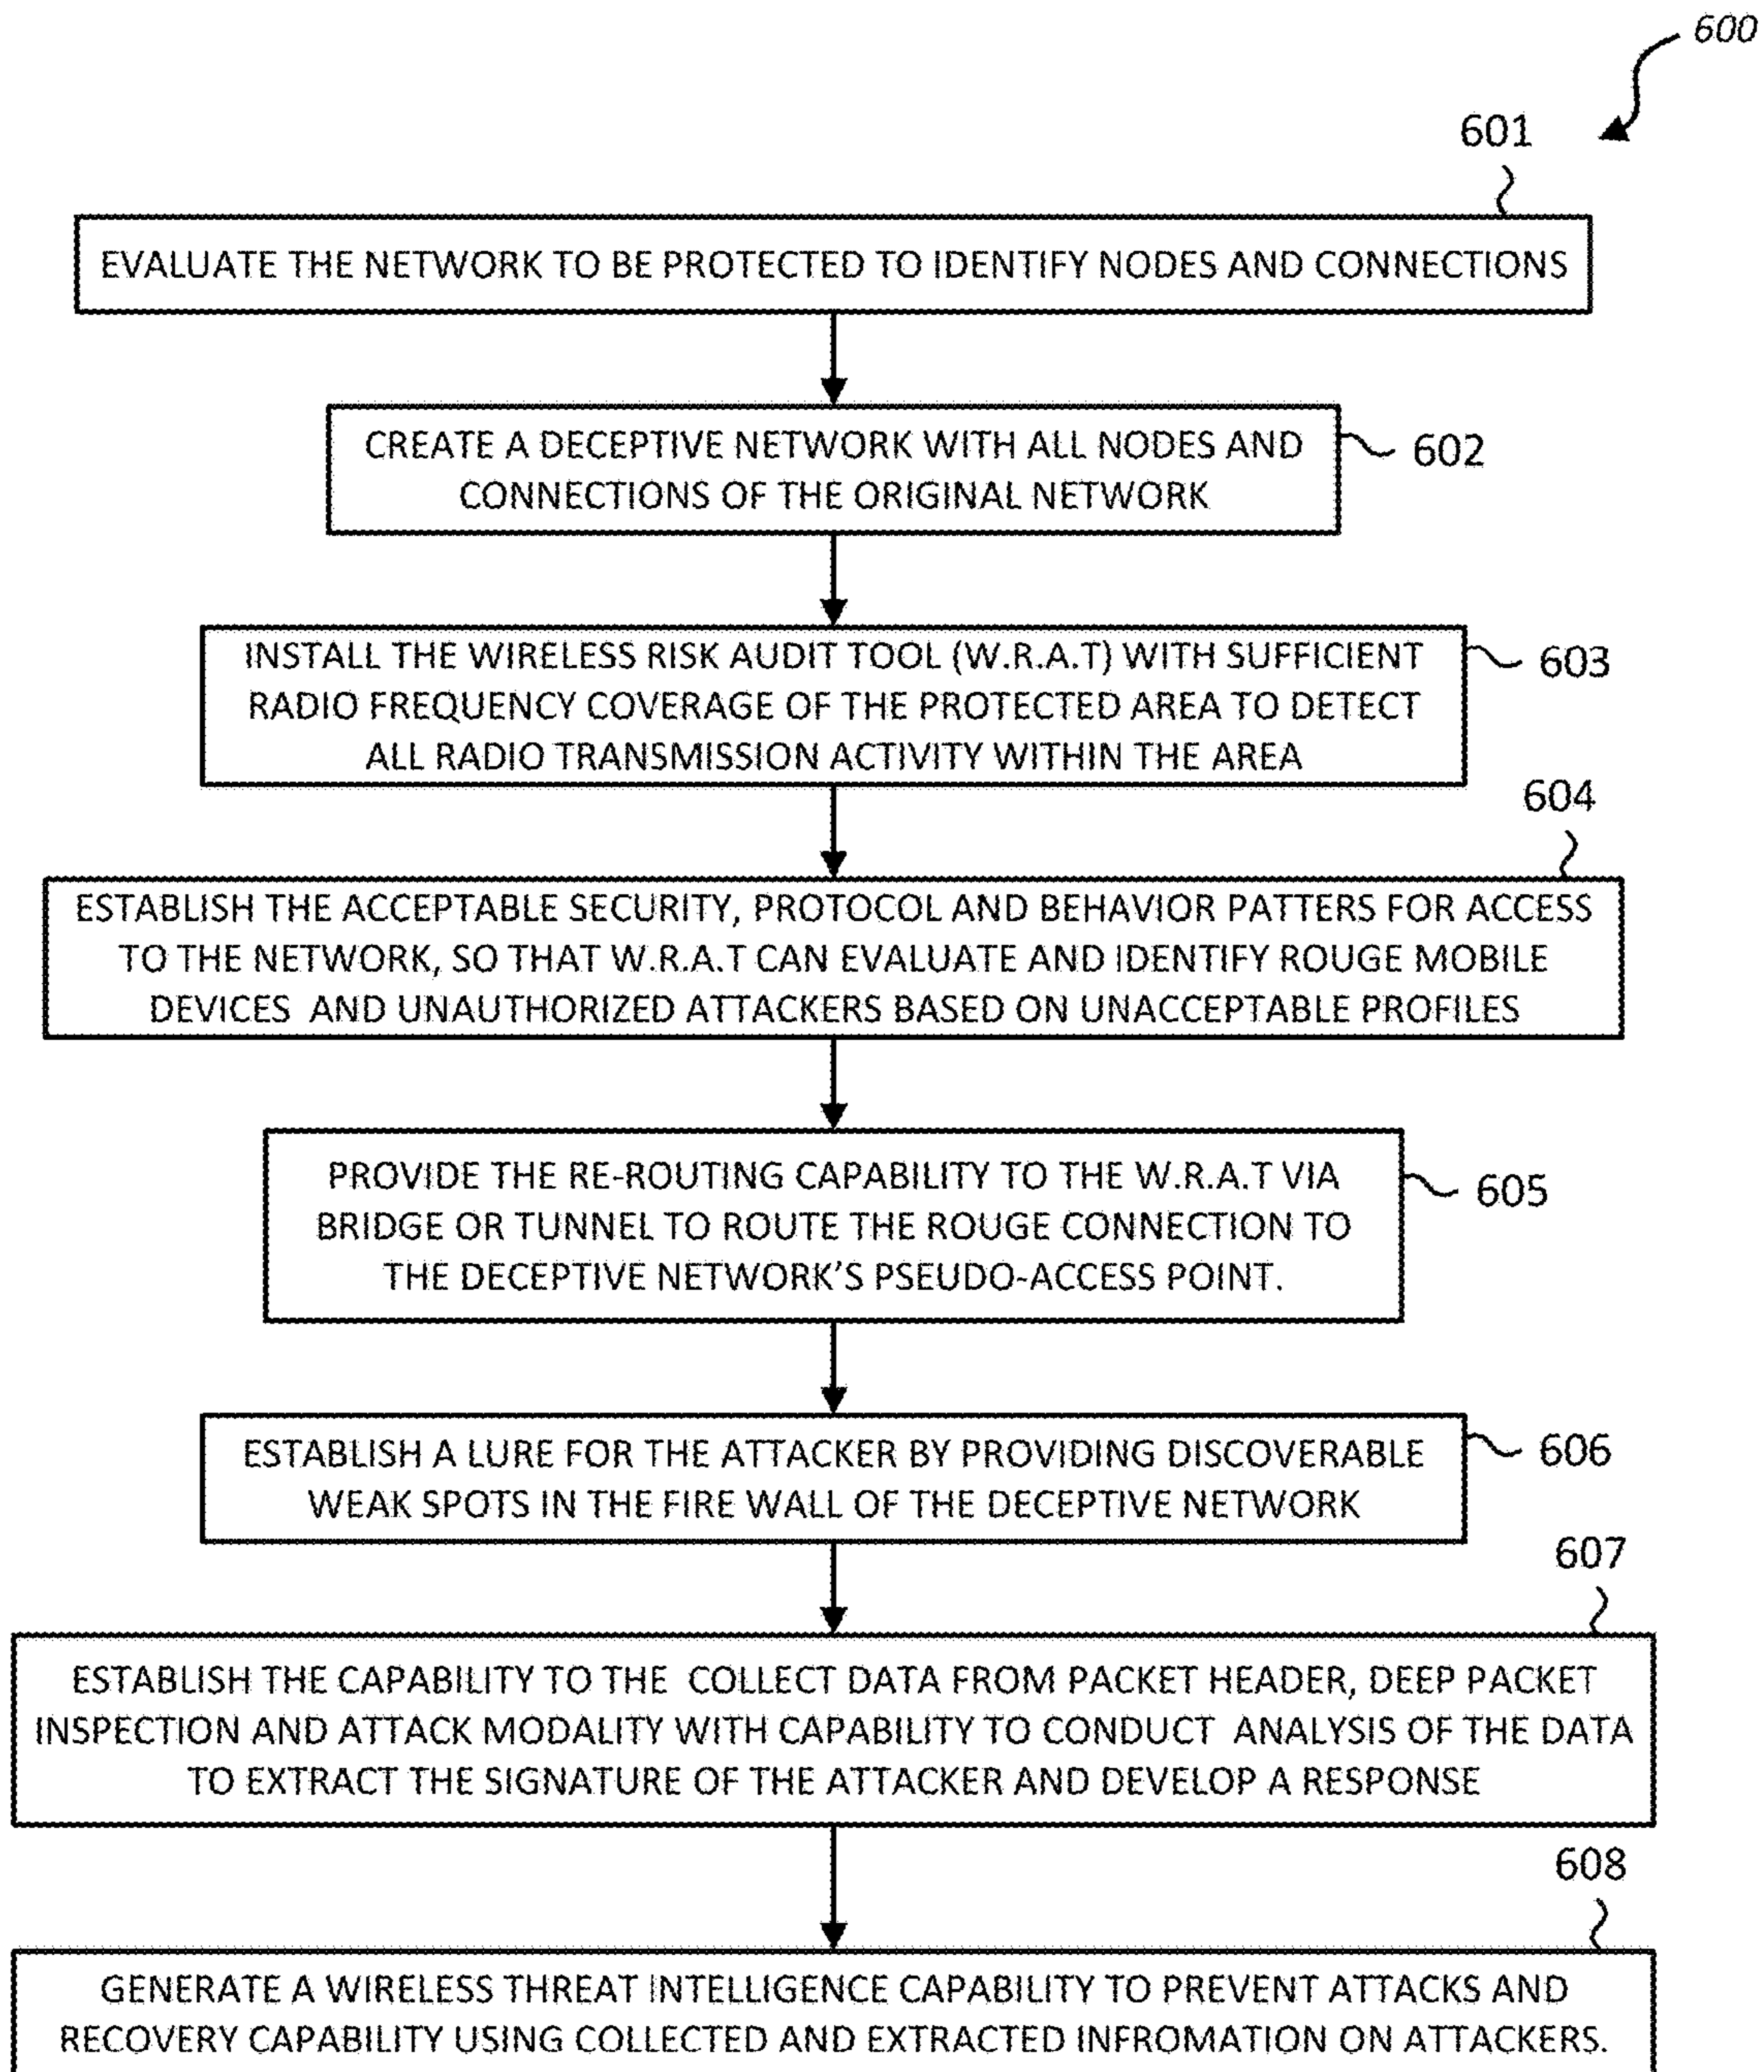 600
601
EVALUATE THE NETWORK TO BE PROTECTED TO IDENTIFY NODES AND CONNECTIONS
CREATE A DECEPTIVE NETWORK WITH ALL NODES AND
CONNECTIONS OF THE ORIGINAL NETWORK
602
INSTALL THE WIRELESS RISK AUDIT TOOL (W.R.A.T) WITH SUFFICIENT
RADIO FREQUENCY COVERAGE OF THE PROTECTED AREA TO DETECT
ALL RADIO TRANSMISSION ACTIVITY WITHIN THE AREA
603
604
ESTABLISH THE ACCEPTABLE SECURITY, PROTOCOL AND BEHAVIOR PATTERS FOR ACCESS
TO THE NETWORK, SO THAT W.R.A.T CAN EVALUATE AND IDENTIFY ROUGE MOBILE
DEVICES AND UNAUTHORIZED ATTACKERS BASED ON UNACCEPTABLE PROFILES
PROVIDE THE RE-ROUTING CAPABILITY TO THE W.R.A.T VIA
BRIDGE OR TUNNEL TO ROUTE THE ROUGE CONNECTION TO
THE DECEPTIVE NETWORK'S PSEUDO-ACCESS POINT.
605
ESTABLISH A LURE FOR THE ATTACKER BY PROVIDING DISCOVERABLE
WEAK SPOTS IN THE FIRE WALL OF THE DECEPTIVE NETWORK
606
607
ESTABLISH THE CAPABILITY TO THE COLLECT DATA FROM PACKET HEADER, DEEP PACKET
INSPECTION AND ATTACK MODALITY WITH CAPABILITY TO CONDUCT ANALYSIS OF THE DATA
TO EXTRACT THE SIGNATURE OF THE ATTACKER AND DEVELOP A RESPONSE
608
GENERATE A WIRELESS THREAT INTELLIGENCE CAPABILITY TO PREVENT ATTACKS AND
RECOVERY CAPABILITY USING COLLECTED AND EXTRACTED INFROMATION ON ATTACKERS.